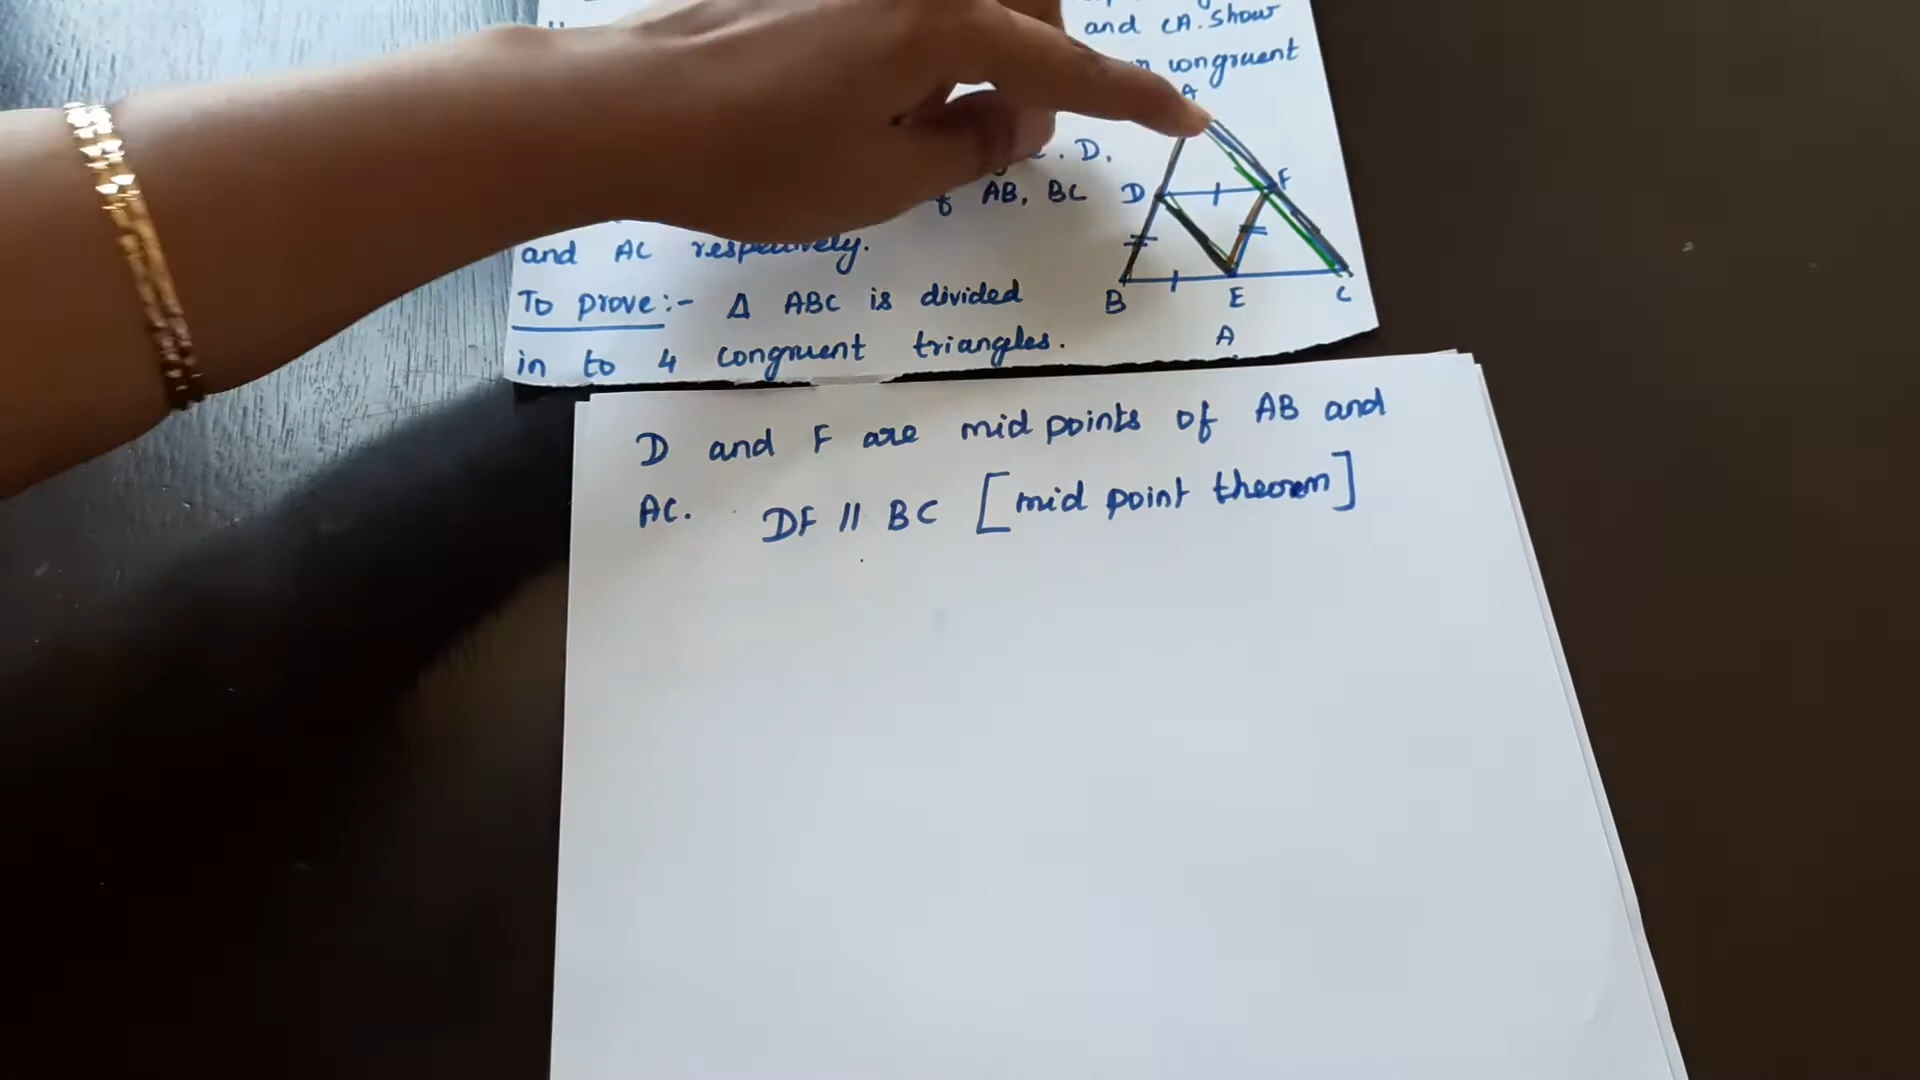 and CA. Show
congruent
A
. D.
AB, BC
D
F
and AC respectively.
To prove:- Δ ABC is divided
B
E
C
in to 4 congruent triangles.
A
D and F are mid points of AB and
AC. DF || BC [mid point theorem]